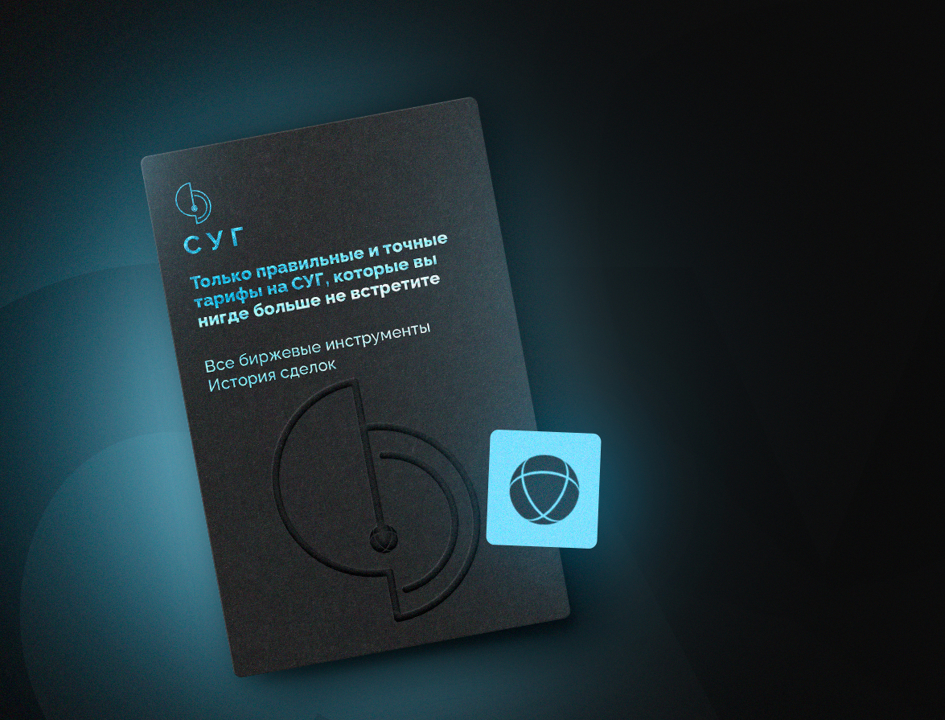 СУГ
Только правильные и точные
тарифы на СУГ, которые вы
нигде больше не встретите
Все биржевые инструменты
История сделок